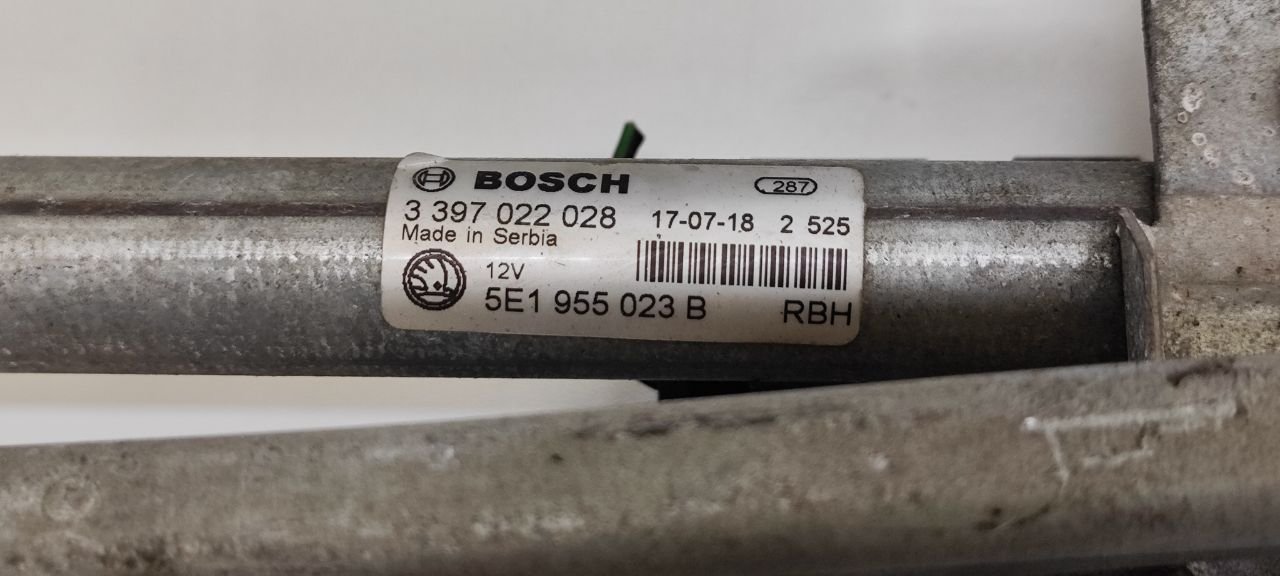 BOSCH 287
3 397 022 028 17-07-18 2 525
Made in Serbia
12V
5E1 955 023 B RBH